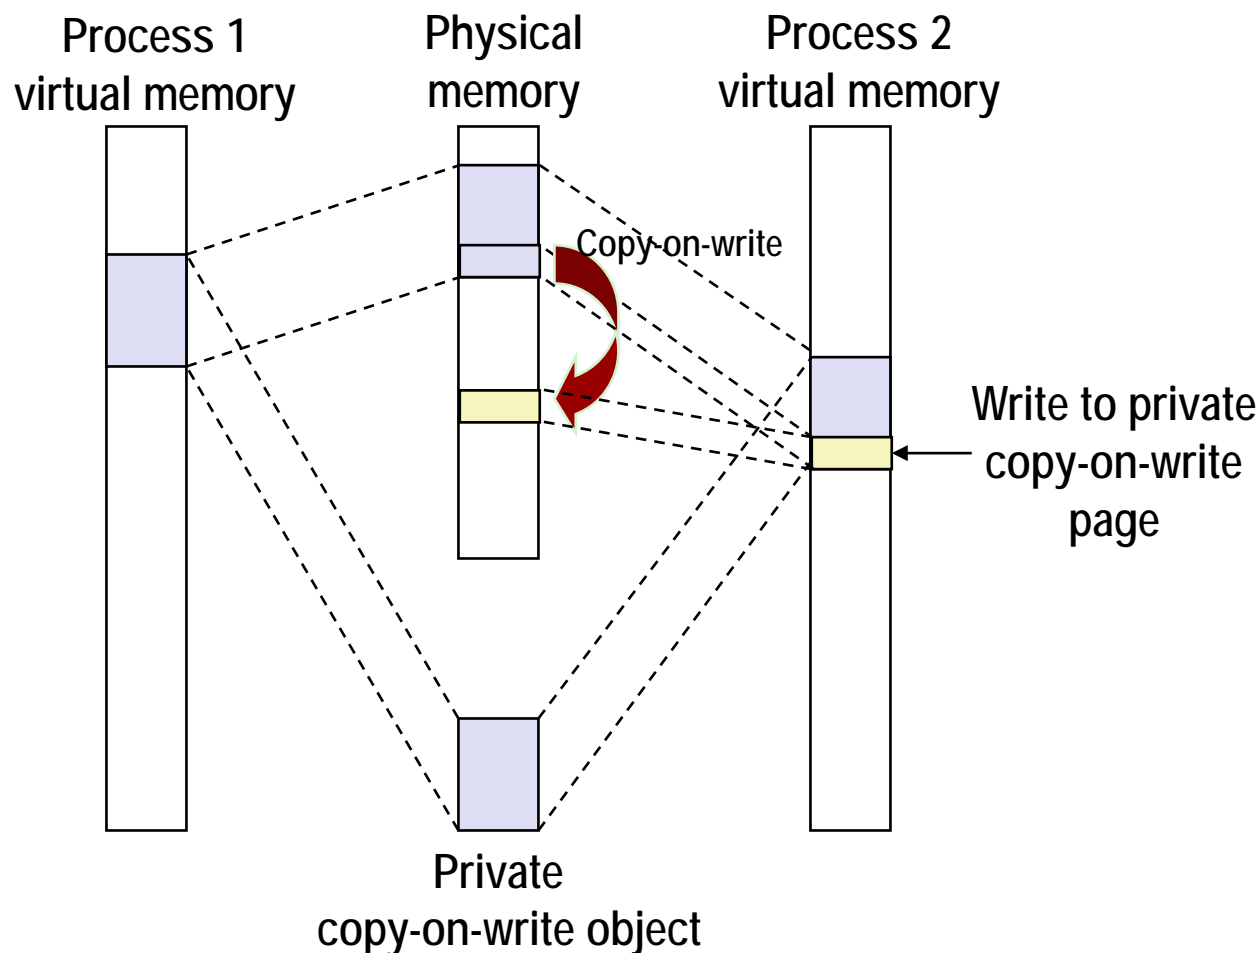 Process 1
virtual memory
Physical
memory
Process 2
virtual memory
Copy-on-write
Write to private
copy-on-write
page
Private
copy-on-write object